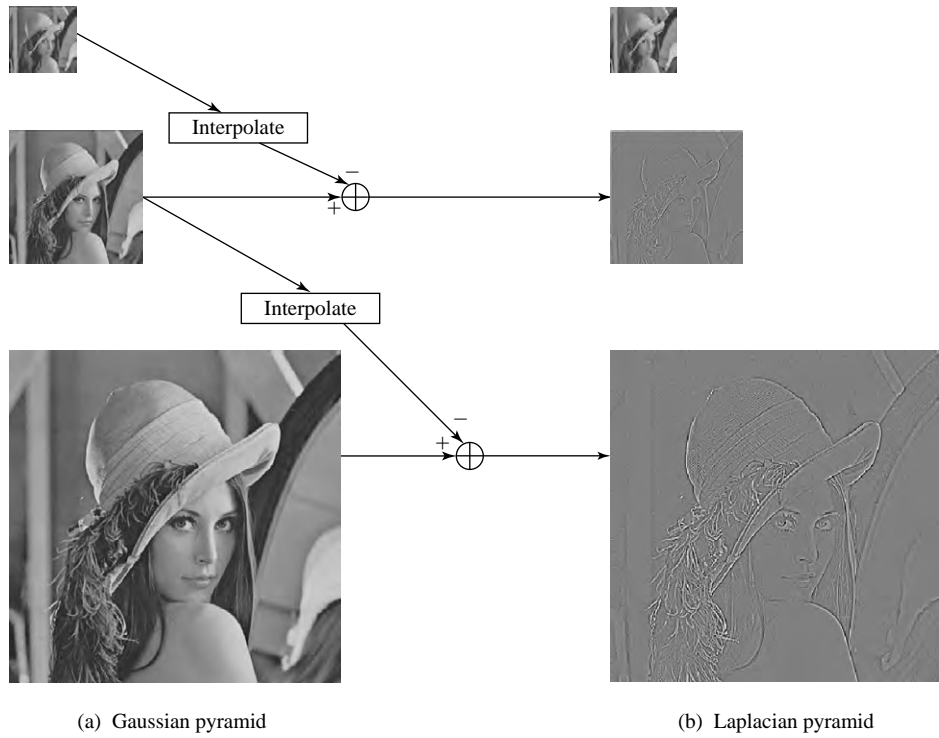 Interpolate
−
+
Interpolate
−
+
(a) Gaussian pyramid
(b) Laplacian pyramid